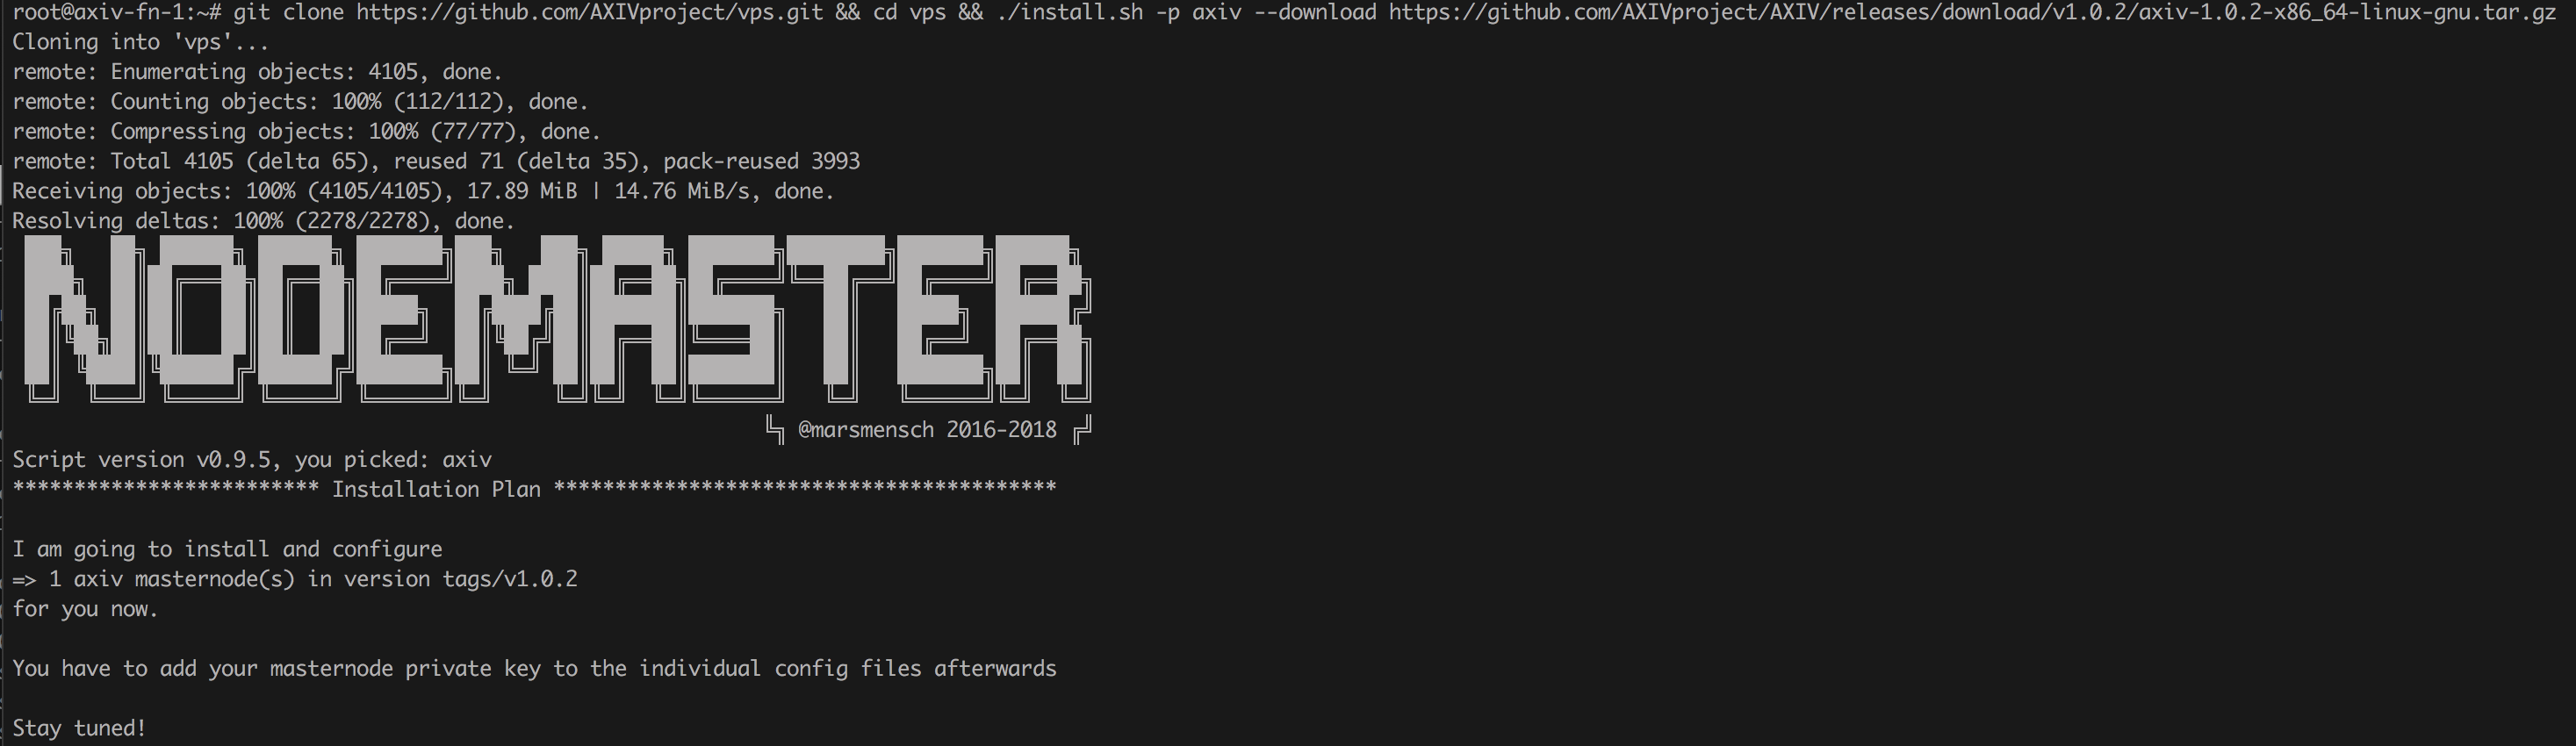 root@axiv-fn-1:~# git clone https://github.com/AXIVproject/vps.git && cd vps && ./install.sh -p axiv --download https://github.com/AXIVproject/AXIV/releases/download/v1.0.2/axiv-1.0.2-x86_64-linux-gnu.tar.gz
Cloning into 'vps'...
remote: Enumerating objects: 4105, done.
remote: Counting objects: 100% (112/112), done.
remote: Compressing objects: 100% (77/77), done.
remote: Total 4105 (delta 65), reused 71 (delta 35), pack-reused 3993
Receiving objects: 100% (4105/4105), 17.89 MiB | 14.76 MiB/s, done.
Resolving deltas: 100% (2278/2278), done.
NODEMASTER
╚╗ @marsmensch 2016-2018 ╔╝
Script version v0.9.5, you picked: axiv
************************* Installation Plan *****************************************
I am going to install and configure
=> 1 axiv masternode(s) in version tags/v1.0.2
for you now.
You have to add your masternode private key to the individual config files afterwards
Stay tuned!